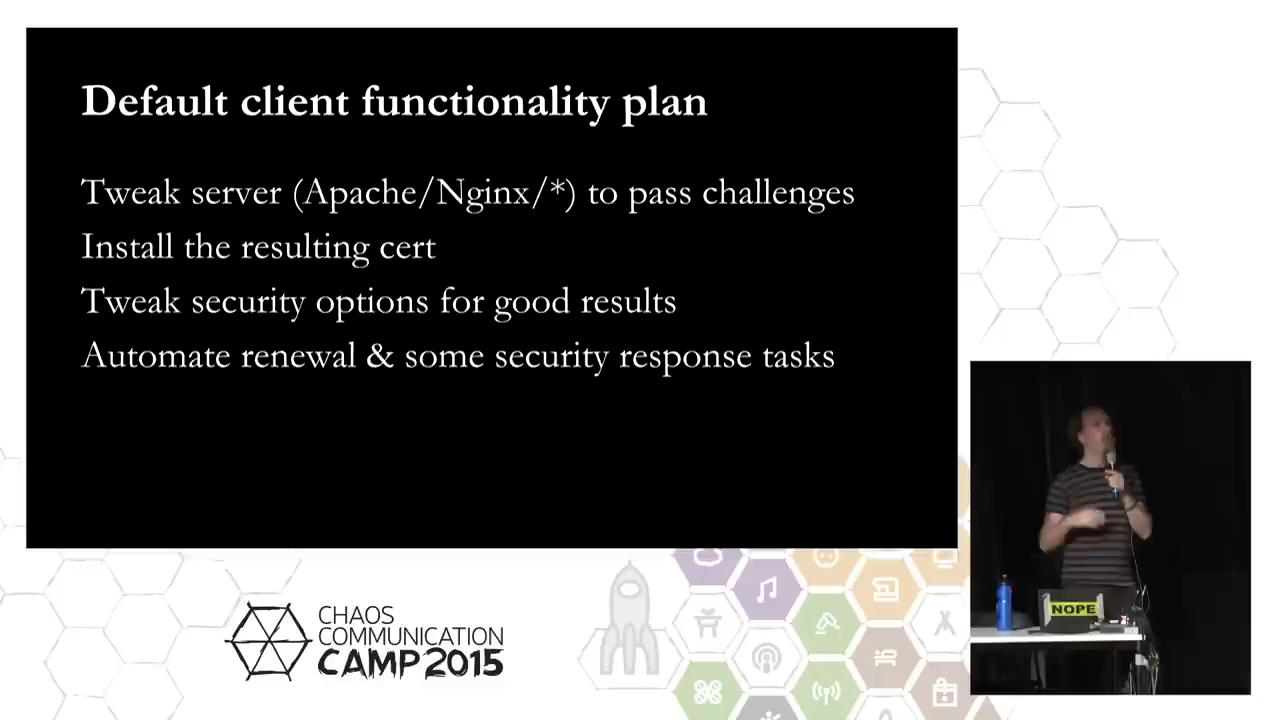 Default client functionality plan
Tweak server (Apache/Nginx/*) to pass challenges
Install the resulting cert
Tweak security options for good results
Automate renewal & some security response tasks
CHAOS
COMMUNICATION
CAMP 2015
NOPE